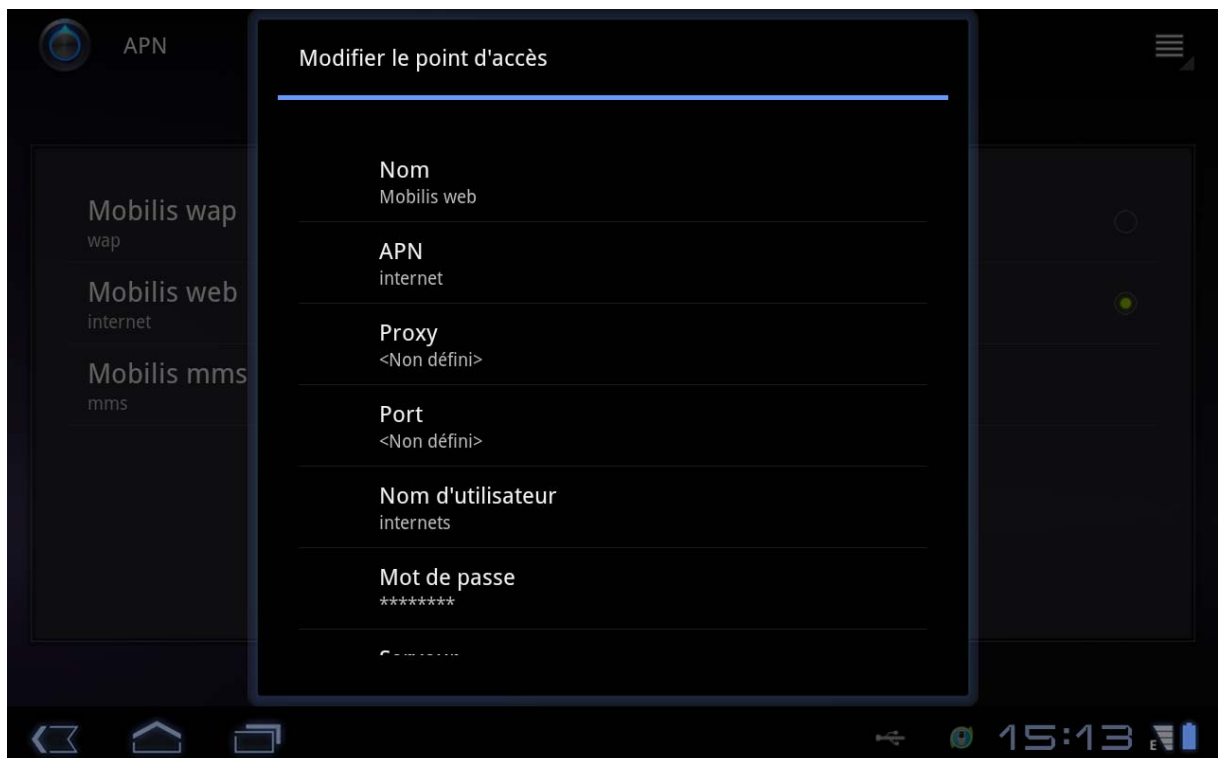 APN
Modifier le point d'accès
Nom
Mobilis web
APN
internet
Proxy
<Non défini>
Port
<Non défini>
Nom d'utilisateur
internets
Mot de passe
********
Serveur
Mobilis wap
wap
Mobilis web
internet
Mobilis mms
mms
15:13
E